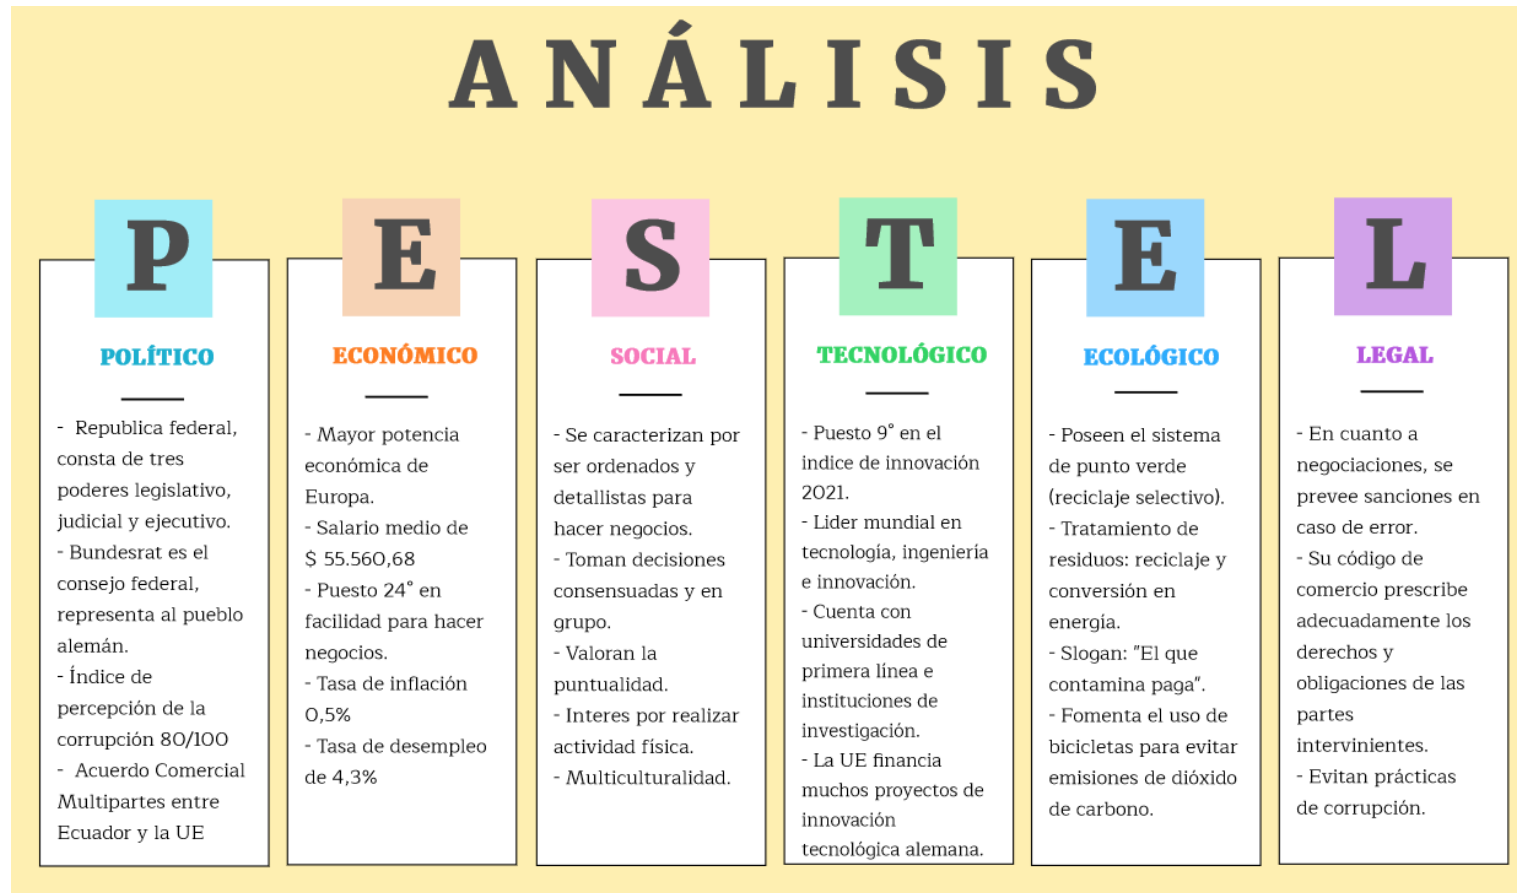 ANÁLISIS
P
POLÍTICO
- Republica federal,
consta de tres
poderes legislativo,
judicial y ejecutivo.
- Bundesrat es el
consejo federal,
representa al pueblo
alemán.
- Índice de
percepción de la
corrupción 80/100
- Acuerdo Comercial
Multipartes entre
Ecuador y la UE
E
ECONÓMICO
- Mayor potencia
económica de
Europa.
- Salario medio de
$ 55.560,68
- Puesto 24° en
facilidad para hacer
negocios.
- Tasa de inflación
0,5%
- Tasa de desempleo
de 4,3%
S
SOCIAL
- Se caracterizan por
ser ordenados y
detallistas para
hacer negocios.
- Toman decisiones
consensuadas y en
grupo.
- Valoran la
puntualidad.
- Interes por realizar
actividad física.
- Multiculturalidad.
T
TECNOLÓGICO
- Puesto 9° en el
indice de innovación
2021.
- Lider mundial en
tecnología, ingeniería
e innovación.
- Cuenta con
universidades de
primera línea e
instituciones de
investigación.
- La UE financia
muchos proyectos de
innovación
tecnológica alemana.
E
ECOLÓGICO
- Poseen el sistema
de punto verde
(reciclaje selectivo).
- Tratamiento de
residuos: reciclaje y
conversión en
energía.
- Slogan: "El que
contamina paga".
- Fomenta el uso de
bicicletas para evitar
emisiones de dióxido
de carbono.
L
LEGAL
- En cuanto a
negociaciones, se
prevee sanciones en
caso de error.
- Su código de
comercio prescribe
adecuadamente los
derechos y
obligaciones de las
partes
intervinientes.
- Evitan prácticas
de corrupción.